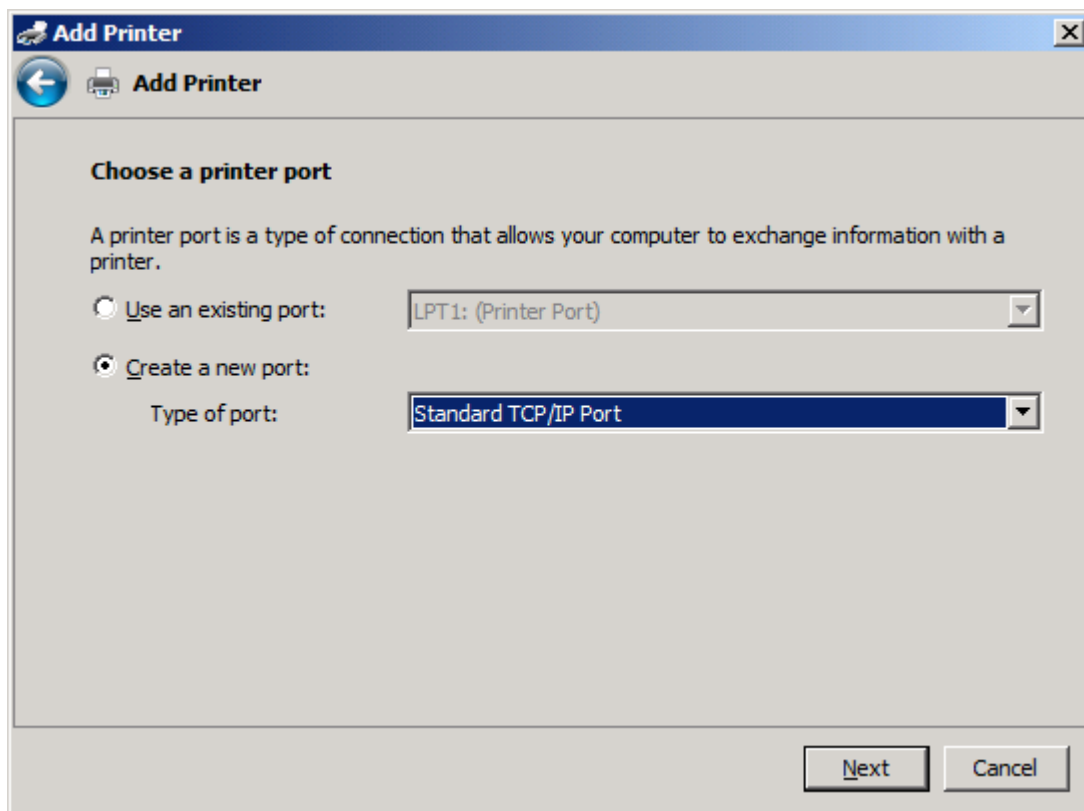 Add Printer
Add Printer
Choose a printer port
A printer port is a type of connection that allows your computer to exchange information with a
printer.
Use an existing port: LPT1: (Printer Port)
Create a new port:
Type of port: Standard TCP/IP Port
Next Cancel